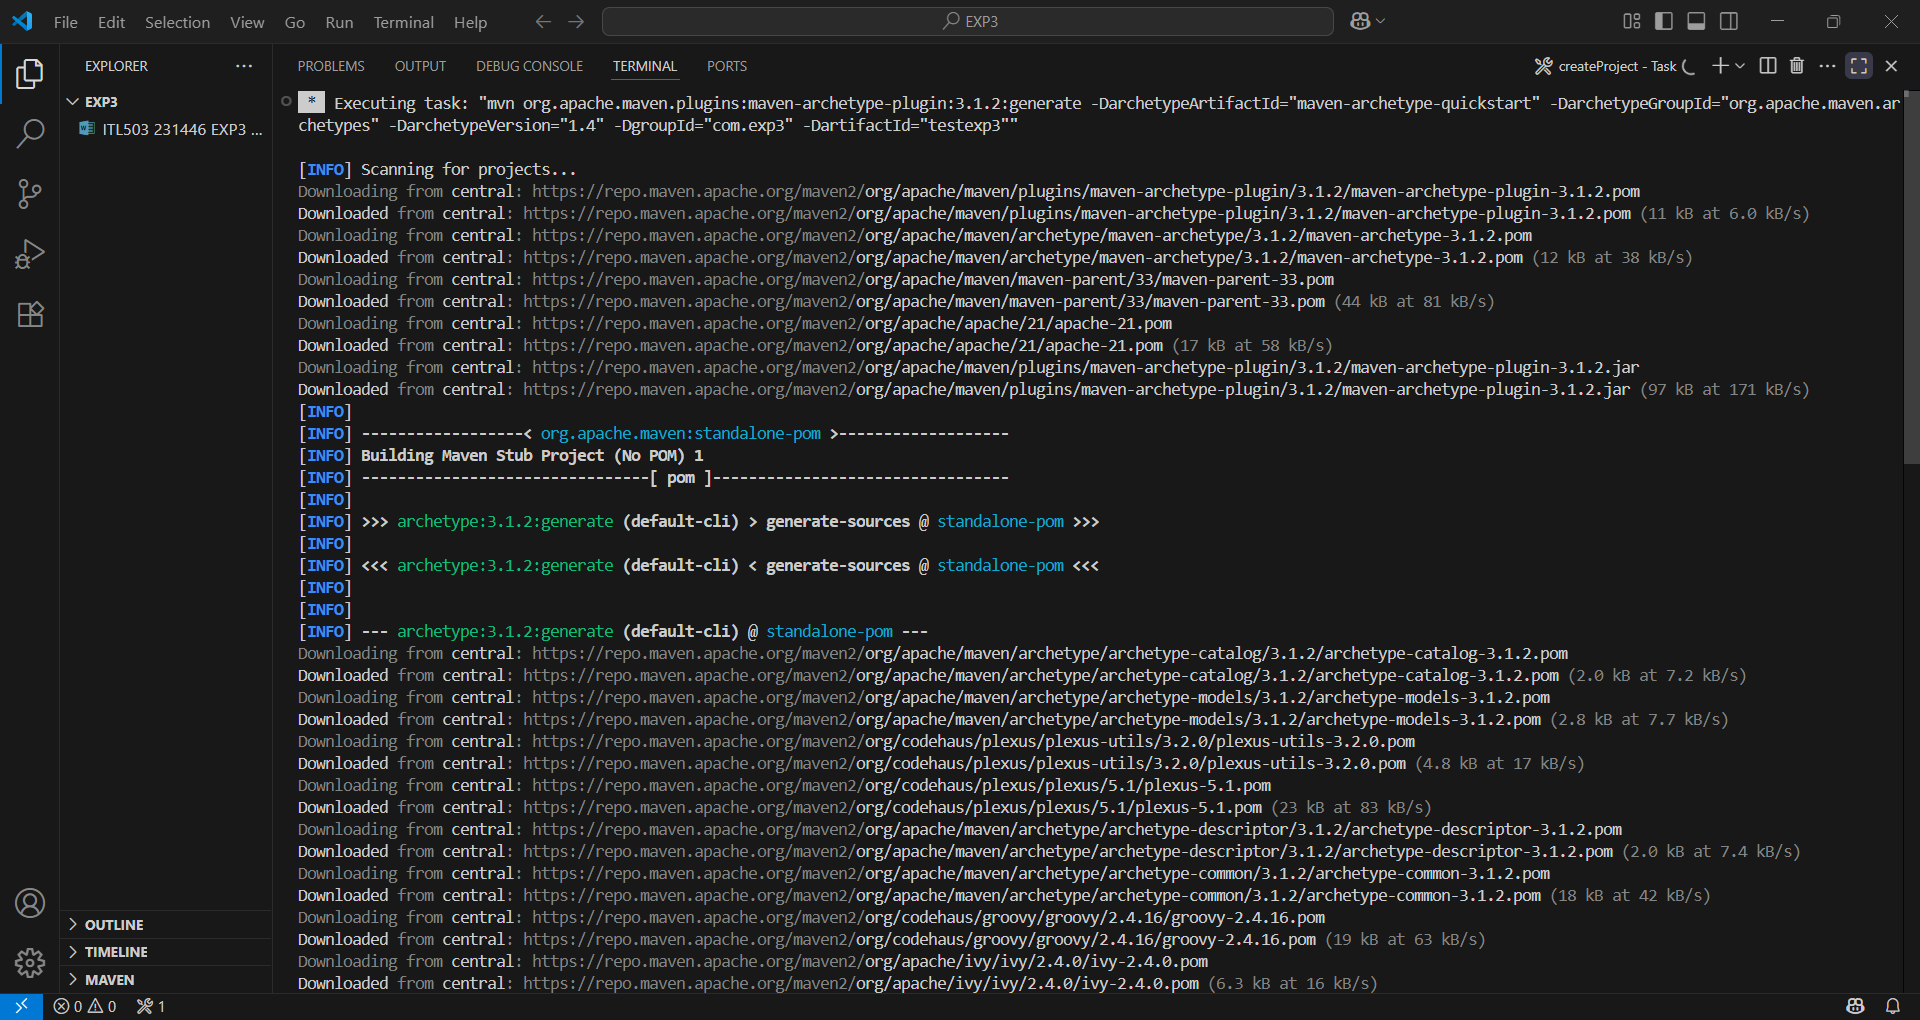 File Edit Selection View Go Run Terminal Help
EXP3
EXPLORER
EXP3
ITL503 231446 EXP3 ...
OUTLINE
TIMELINE
MAVEN
PROBLEMS OUTPUT DEBUG CONSOLE TERMINAL PORTS
createProject - Task
* Executing task: "mvn org.apache.maven.plugins:maven-archetype-plugin:3.1.2:generate -DarchetypeArtifactId="maven-archetype-quickstart" -DarchetypeGroupId="org.apache.maven.ar
chetypes" -DarchetypeVersion="1.4" -DgroupId="com.exp3" -DartifactId="testexp3""
[INFO] Scanning for projects...
Downloading from central: https://repo.maven.apache.org/maven2/org/apache/maven/plugins/maven-archetype-plugin/3.1.2/maven-archetype-plugin-3.1.2.pom
Downloaded from central: https://repo.maven.apache.org/maven2/org/apache/maven/plugins/maven-archetype-plugin/3.1.2/maven-archetype-plugin-3.1.2.pom (11 kB at 6.0 kB/s)
Downloading from central: https://repo.maven.apache.org/maven2/org/apache/maven/archetype/maven-archetype/3.1.2/maven-archetype-3.1.2.pom
Downloaded from central: https://repo.maven.apache.org/maven2/org/apache/maven/archetype/maven-archetype/3.1.2/maven-archetype-3.1.2.pom (12 kB at 38 kB/s)
Downloading from central: https://repo.maven.apache.org/maven2/org/apache/maven/maven-parent/33/maven-parent-33.pom
Downloaded from central: https://repo.maven.apache.org/maven2/org/apache/maven/maven-parent/33/maven-parent-33.pom (44 kB at 81 kB/s)
Downloading from central: https://repo.maven.apache.org/maven2/org/apache/apache/21/apache-21.pom
Downloaded from central: https://repo.maven.apache.org/maven2/org/apache/apache/21/apache-21.pom (17 kB at 58 kB/s)
Downloading from central: https://repo.maven.apache.org/maven2/org/apache/maven/plugins/maven-archetype-plugin/3.1.2/maven-archetype-plugin-3.1.2.jar
Downloaded from central: https://repo.maven.apache.org/maven2/org/apache/maven/plugins/maven-archetype-plugin/3.1.2/maven-archetype-plugin-3.1.2.jar (97 kB at 171 kB/s)
[INFO]
[INFO] ------------------< org.apache.maven:standalone-pom >-------------------
[INFO] Building Maven Stub Project (No POM) 1
[INFO] --------------------------------[ pom ]---------------------------------
[INFO]
[INFO] >>> archetype:3.1.2:generate (default-cli) > generate-sources @ standalone-pom >>>
[INFO]
[INFO] <<< archetype:3.1.2:generate (default-cli) < generate-sources @ standalone-pom <<<
[INFO]
[INFO]
[INFO] --- archetype:3.1.2:generate (default-cli) @ standalone-pom ---
Downloading from central: https://repo.maven.apache.org/maven2/org/apache/maven/archetype/archetype-catalog/3.1.2/archetype-catalog-3.1.2.pom
Downloaded from central: https://repo.maven.apache.org/maven2/org/apache/maven/archetype/archetype-catalog/3.1.2/archetype-catalog-3.1.2.pom (2.0 kB at 7.2 kB/s)
Downloading from central: https://repo.maven.apache.org/maven2/org/apache/maven/archetype/archetype-models/3.1.2/archetype-models-3.1.2.pom
Downloaded from central: https://repo.maven.apache.org/maven2/org/apache/maven/archetype/archetype-models/3.1.2/archetype-models-3.1.2.pom (2.8 kB at 7.7 kB/s)
Downloading from central: https://repo.maven.apache.org/maven2/org/codehaus/plexus/plexus-utils/3.2.0/plexus-utils-3.2.0.pom
Downloaded from central: https://repo.maven.apache.org/maven2/org/codehaus/plexus/plexus-utils/3.2.0/plexus-utils-3.2.0.pom (4.8 kB at 17 kB/s)
Downloading from central: https://repo.maven.apache.org/maven2/org/codehaus/plexus/plexus/5.1/plexus-5.1.pom
Downloaded from central: https://repo.maven.apache.org/maven2/org/codehaus/plexus/plexus/5.1/plexus-5.1.pom (23 kB at 83 kB/s)
Downloading from central: https://repo.maven.apache.org/maven2/org/apache/maven/archetype/archetype-descriptor/3.1.2/archetype-descriptor-3.1.2.pom
Downloaded from central: https://repo.maven.apache.org/maven2/org/apache/maven/archetype/archetype-descriptor/3.1.2/archetype-descriptor-3.1.2.pom (2.0 kB at 7.4 kB/s)
Downloading from central: https://repo.maven.apache.org/maven2/org/apache/maven/archetype/archetype-common/3.1.2/archetype-common-3.1.2.pom
Downloaded from central: https://repo.maven.apache.org/maven2/org/apache/maven/archetype/archetype-common/3.1.2/archetype-common-3.1.2.pom (18 kB at 42 kB/s)
Downloading from central: https://repo.maven.apache.org/maven2/org/codehaus/groovy/groovy/2.4.16/groovy-2.4.16.pom
Downloaded from central: https://repo.maven.apache.org/maven2/org/codehaus/groovy/groovy/2.4.16/groovy-2.4.16.pom (19 kB at 63 kB/s)
Downloading from central: https://repo.maven.apache.org/maven2/org/apache/ivy/ivy/2.4.0/ivy-2.4.0.pom
Downloaded from central: https://repo.maven.apache.org/maven2/org/apache/ivy/ivy/2.4.0/ivy-2.4.0.pom (6.3 kB at 16 kB/s)
0 0 1